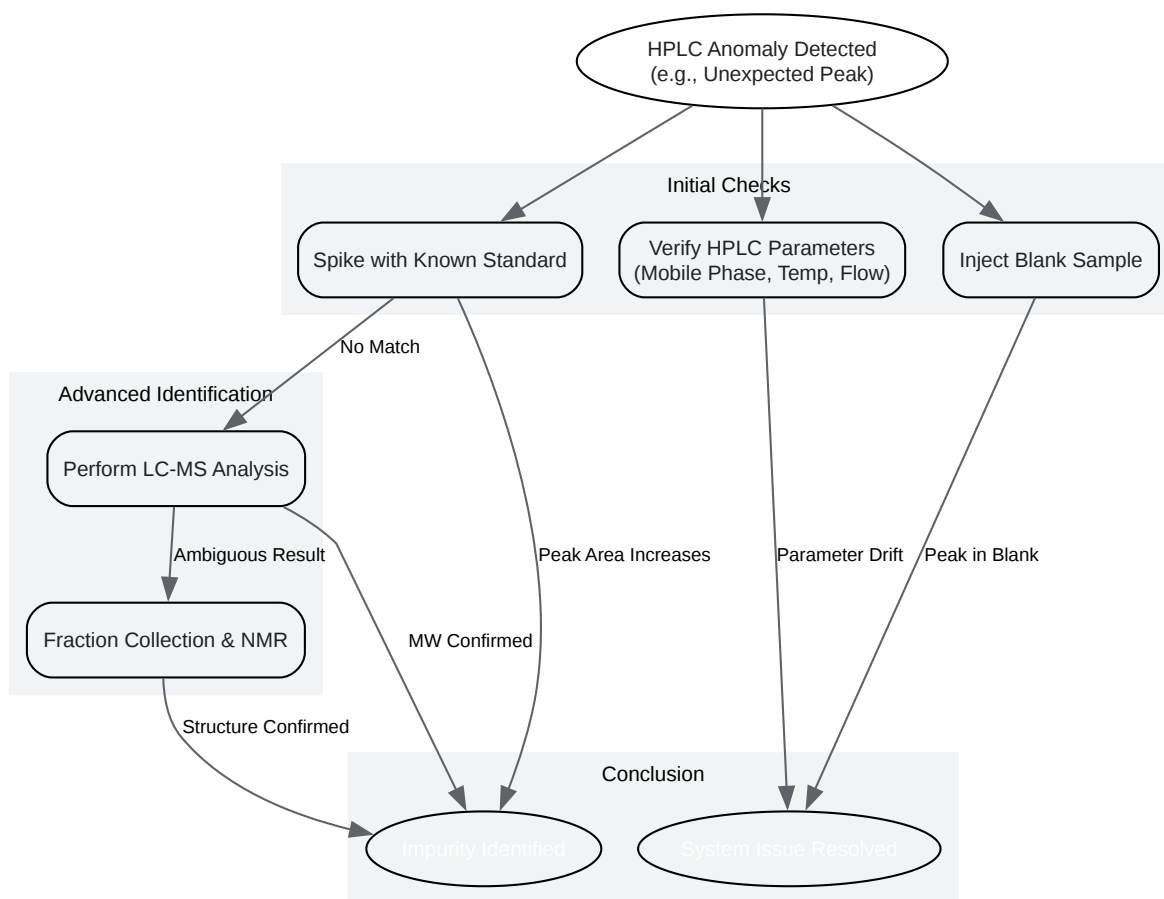 HPLC Anomaly Detected
(e.g., Unexpected Peak)
Initial Checks
Spike with Known Standard
Verify HPLC Parameters
(Mobile Phase, Temp, Flow)
Inject Blank Sample
No Match
Advanced Identification
Perform LC-MS Analysis
Ambiguous Result
Peak Area Increases
Parameter Drift
Peak in Blank
Fraction Collection & NMR
MW Confirmed
Structure Confirmed
Conclusion
Impurity Identified
System Issue Resolved